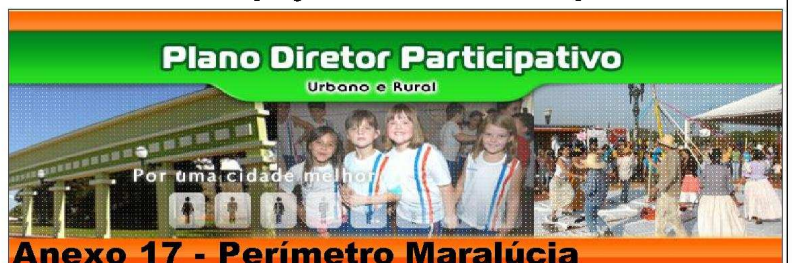 Plano Diretor Participativo
Urbano e Rural
Por uma cidade melhor
Anexo 17 - Perímetro Maralúcia